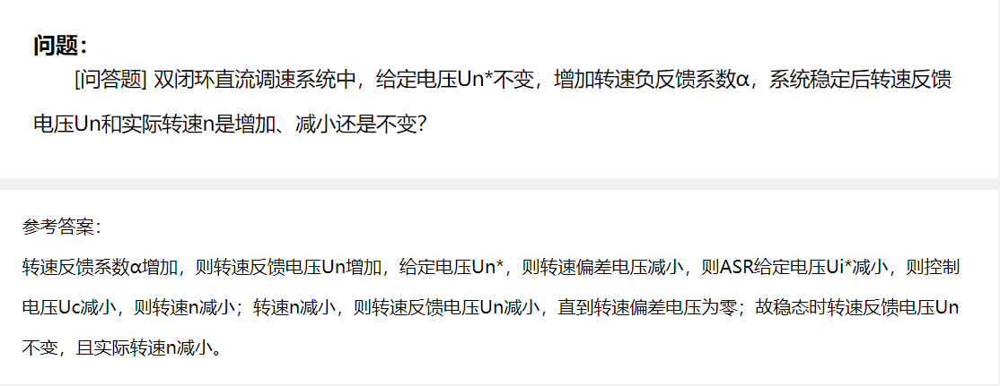 问题：
[问答题] 双闭环直流调速系统中，给定电压Un*不变，增加转速负反馈系数α，系统稳定后转速反馈
电压Un和实际转速n是增加、减小还是不变？
参考答案：
转速反馈系数α增加，则转速反馈电压Un增加，给定电压Un*，则转速偏差电压减小，则ASR给定电压Ui*减小，则控制
电压Uc减小，则转速n减小；转速n减小，则转速反馈电压Un减小，直到转速偏差电压为零；故稳态时转速反馈电压Un
不变，且实际转速n减小。